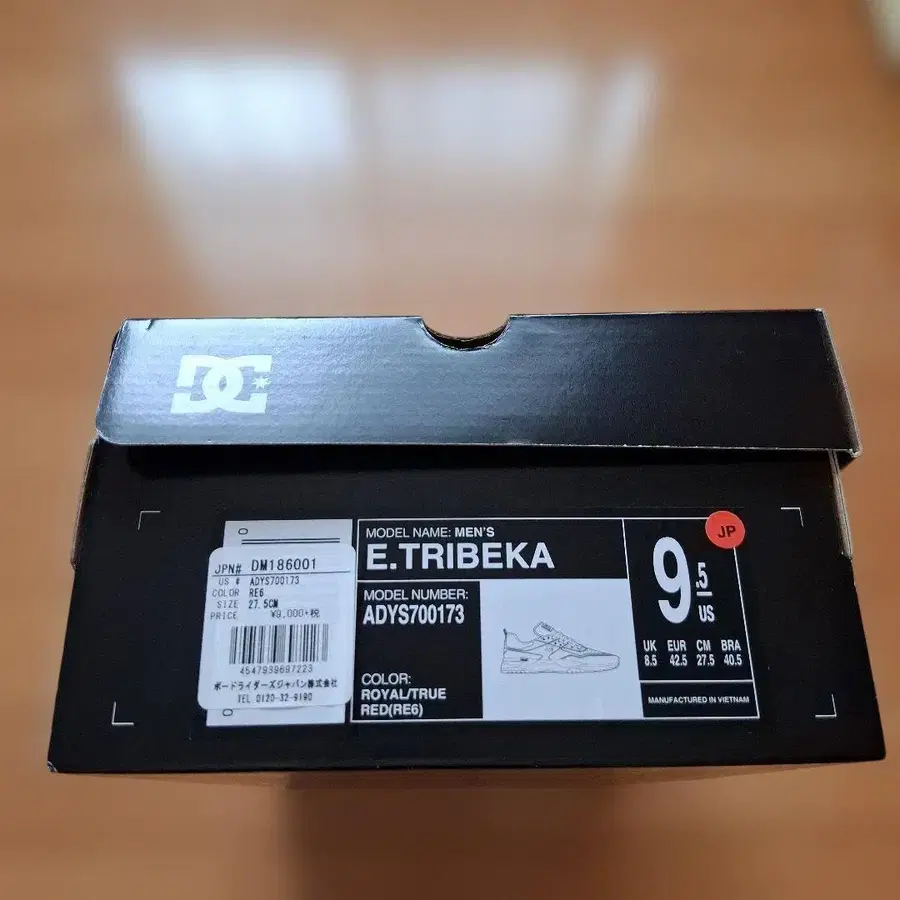 DC
JPN# DM186001
US # ADYS700173
COLOR RE6
SIZE 27.5CM
PRICE ¥9,000+税
4547939697223
ボードライダーズジャパン株式会社
TEL 0120-32-9190
MODEL NAME: MEN'S
E.TRIBEKA
MODEL NUMBER:
ADYS700173
COLOR:
ROYAL/TRUE
RED(RE6)
JP
9.5
US
UK EUR CM BRA
8.5 42.5 27.5 40.5
MANUFACTURED IN VIETNAM